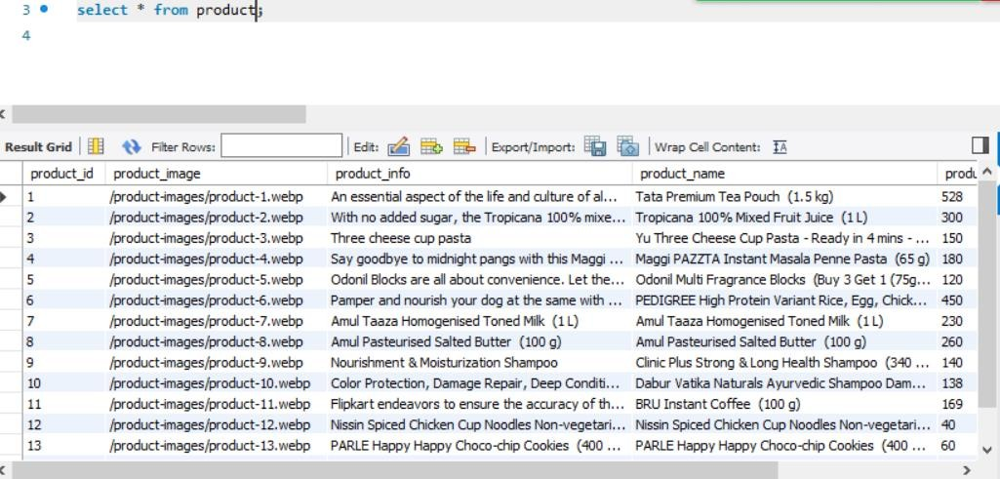 3 select * from product;
4
Result Grid Filter Rows: Edit: Export/Import: Wrap Cell Content:
product_id product_image product_info product_name produ
1 /product-images/product-1.webp An essential aspect of the life and culture of al... Tata Premium Tea Pouch (1.5 kg) 528
2 /product-images/product-2.webp With no added sugar, the Tropicana 100% mixe... Tropicana 100% Mixed Fruit Juice (1 L) 300
3 /product-images/product-3.webp Three cheese cup pasta Yu Three Cheese Cup Pasta - Ready in 4 mins - ... 150
4 /product-images/product-4.webp Say goodbye to midnight pangs with this Maggi ... Maggi PAZZTA Instant Masala Penne Pasta (65 g) 180
5 /product-images/product-5.webp Odonil Blocks are all about convenience. Let the... Odonil Multi Fragrance Blocks (Buy 3 Get 1 (75g... 120
6 /product-images/product-6.webp Pamper and nourish your dog at the same with ... PEDIGREE High Protein Variant Rice, Egg, Chick... 450
7 /product-images/product-7.webp Amul Taaza Homogenised Toned Milk (1 L) Amul Taaza Homogenised Toned Milk (1 L) 230
8 /product-images/product-8.webp Amul Pasteurised Salted Butter (100 g) Amul Pasteurised Salted Butter (100 g) 260
9 /product-images/product-9.webp Nourishment & Moisturization Shampoo Clinic Plus Strong & Long Health Shampoo (340 ... 140
10 /product-images/product-10.webp Color Protection, Damage Repair, Deep Conditi... Dabur Vatika Naturals Ayurvedic Shampoo Dam... 138
11 /product-images/product-11.webp Flipkart endeavors to ensure the accuracy of th... BRU Instant Coffee (100 g) 169
12 /product-images/product-12.webp Nissin Spiced Chicken Cup Noodles Non-vegetari... Nissin Spiced Chicken Cup Noodles Non-vegetari... 40
13 /product-images/product-13.webp PARLE Happy Happy Choco-chip Cookies (400 ... PARLE Happy Happy Choco-chip Cookies (400 ... 60